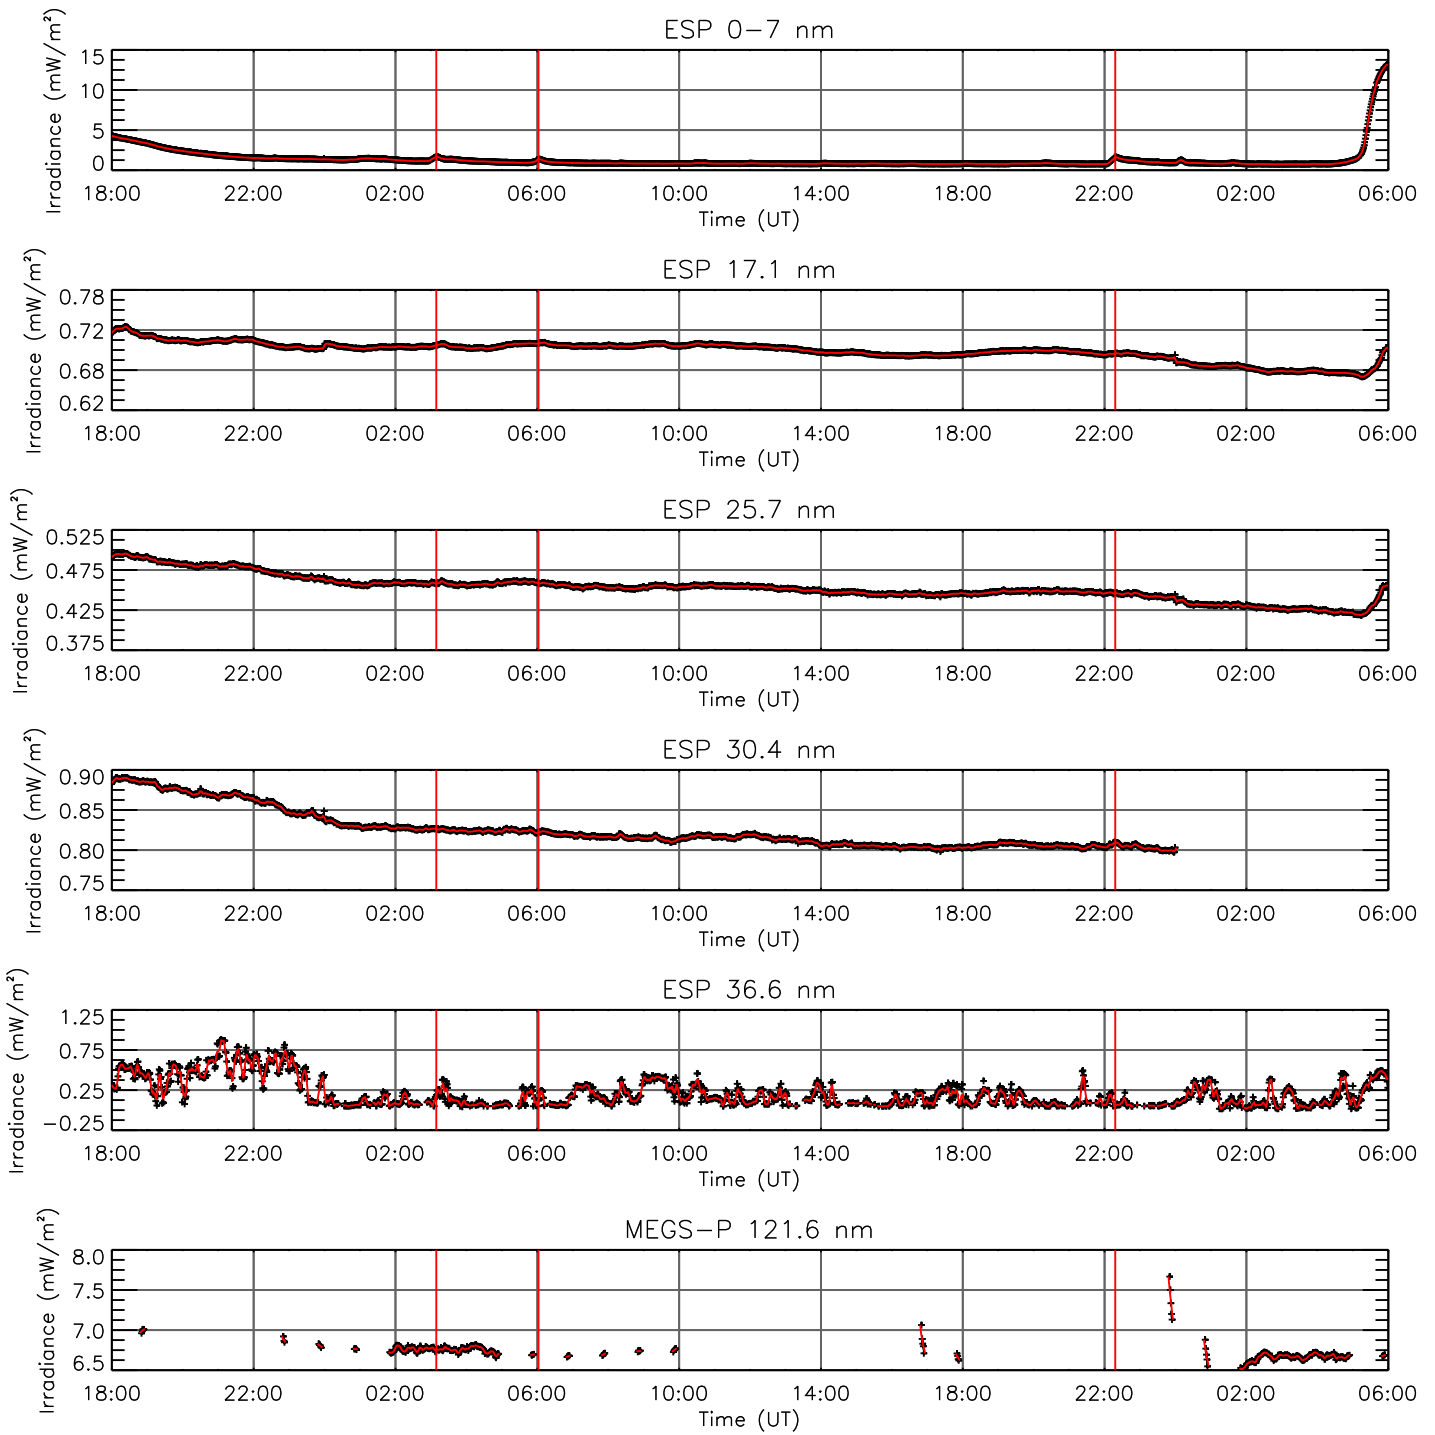 ESP 0−7 nm
Irradiance (mW/m²)
15
10
5
0
18:00 22:00 02:00 06:00 10:00 14:00 18:00 22:00 02:00 06:00
Time (UT)
ESP 17.1 nm
Irradiance (mW/m²)
0.78
0.72
0.68
0.62
18:00 22:00 02:00 06:00 10:00 14:00 18:00 22:00 02:00 06:00
Time (UT)
ESP 25.7 nm
Irradiance (mW/m²)
0.525
0.475
0.425
0.375
18:00 22:00 02:00 06:00 10:00 14:00 18:00 22:00 02:00 06:00
Time (UT)
ESP 30.4 nm
Irradiance (mW/m²)
0.90
0.85
0.80
0.75
18:00 22:00 02:00 06:00 10:00 14:00 18:00 22:00 02:00 06:00
Time (UT)
ESP 36.6 nm
Irradiance (mW/m²)
1.25
0.75
0.25
−0.25
18:00 22:00 02:00 06:00 10:00 14:00 18:00 22:00 02:00 06:00
Time (UT)
MEGS−P 121.6 nm
Irradiance (mW/m²)
8.0
7.5
7.0
6.5
18:00 22:00 02:00 06:00 10:00 14:00 18:00 22:00 02:00 06:00
Time (UT)